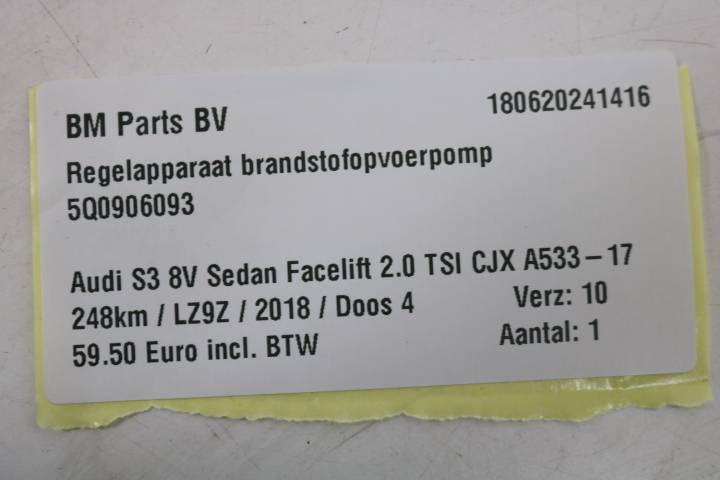 BM Parts BV 180620241416
Regelapparaat brandstofopvoerpomp
5Q0906093
Audi S3 8V Sedan Facelift 2.0 TSI CJX A533-17
248km / LZ9Z / 2018 / Doos 4 Verz: 10
59.50 Euro incl. BTW Aantal: 1